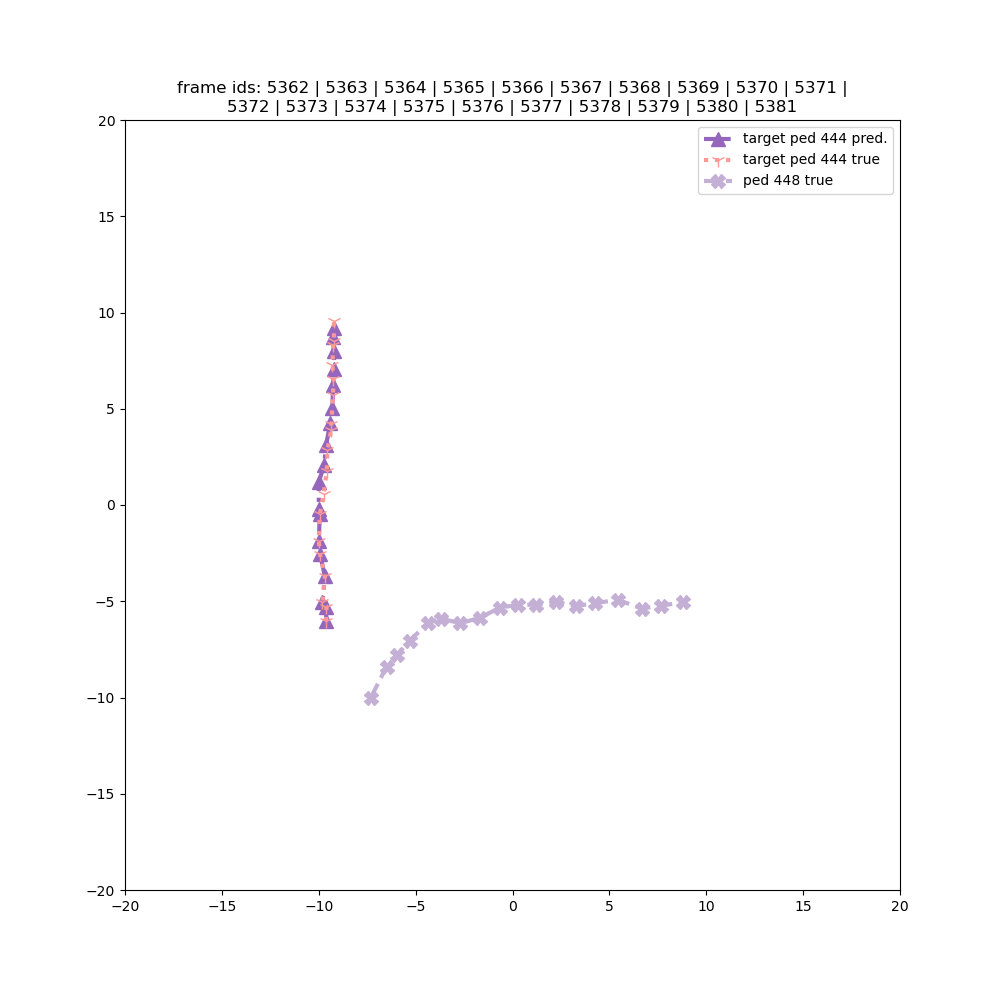 frame ids: 5362 | 5363 | 5364 | 5365 | 5366 | 5367 | 5368 | 5369 | 5370 | 5371 |
5372 | 5373 | 5374 | 5375 | 5376 | 5377 | 5378 | 5379 | 5380 | 5381
target ped 444 pred.
target ped 444 true
ped 448 true
20
15
10
5
0
−5
−10
−15
−20
−20 −15 −10 −5 0 5 10 15 20